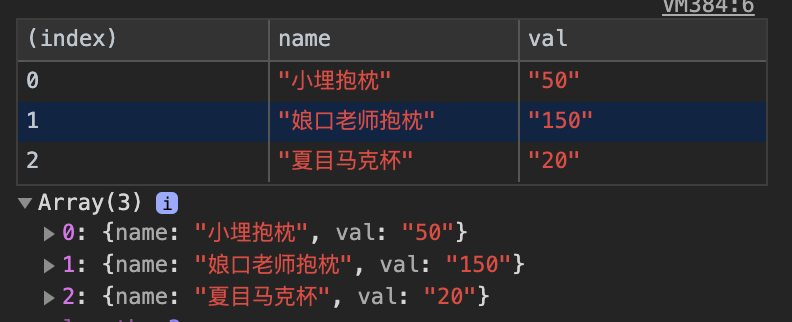 VM384:6
(index) name val
0 "小埋抱枕" "50"
1 "娘口老师抱枕" "150"
2 "夏目马克杯" "20"
▼Array(3) i
▶0: {name: "小埋抱枕", val: "50"}
▶1: {name: "娘口老师抱枕", val: "150"}
▶2: {name: "夏目马克杯", val: "20"}